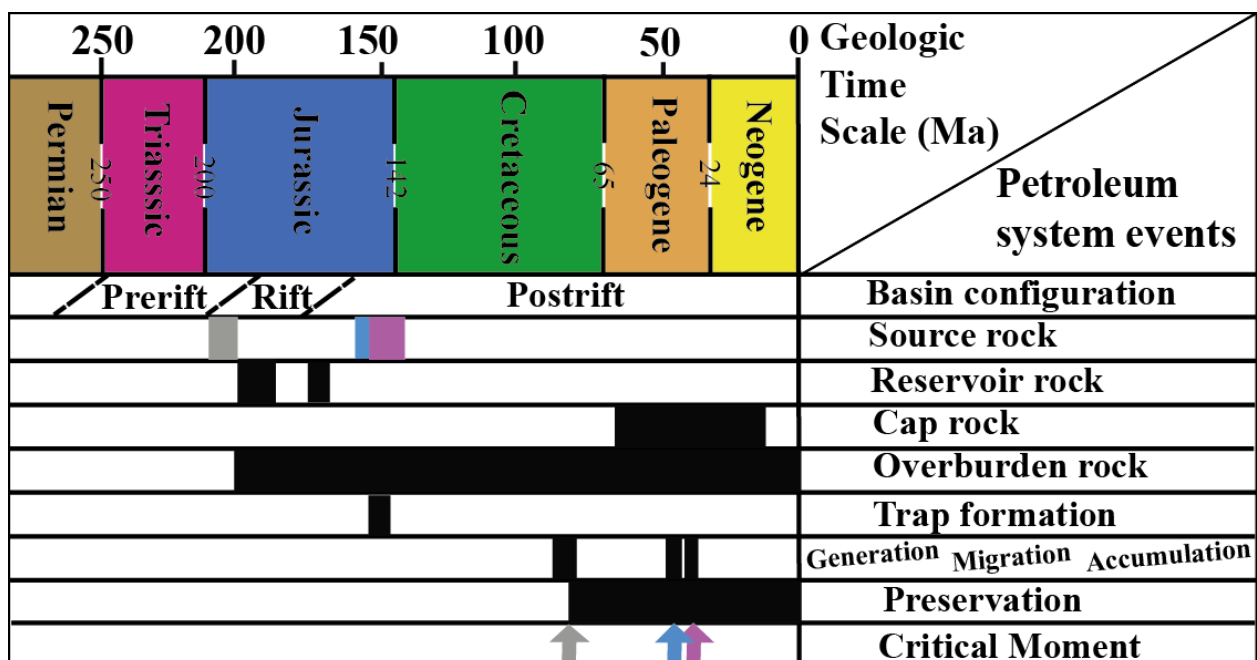 250 200 150 100 50 0 Geologic
Time
Scale (Ma)
Permian 250 Triasssic 200 Jurassic 142 Cretaceous 65 Paleogene 24 Neogene
Petroleum
system events
Prerift Rift Postrift Basin configuration
Source rock
Reservoir rock
Cap rock
Overburden rock
Trap formation
Generation Migration Accumulation
Preservation
Critical Moment